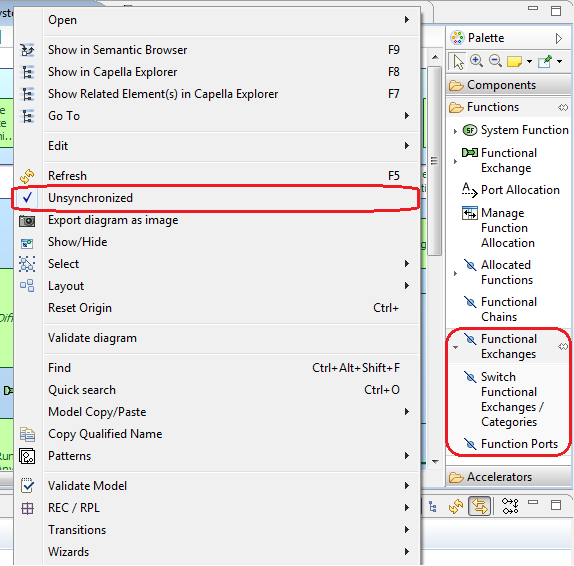 yste
Open
Show in Semantic Browser F9
Show in Capella Explorer F8
Show Related Element(s) in Capella Explorer F7
Go To
Edit
Refresh F5
Unsynchronized
Export diagram as image
Show/Hide
Select
Layout
Reset Origin Ctrl+
Validate diagram
Find Ctrl+Alt+Shift+F
Quick search Ctrl+O
Model Copy/Paste
Copy Qualified Name
Patterns
Validate Model
REC / RPL
Transitions
Wizards
Palette
Components
Functions
System Function
Functional
Exchange
Port Allocation
Manage
Function
Allocation
Allocated
Functions
Functional
Chains
Functional
Exchanges
Switch
Functional
Exchanges /
Categories
Function Ports
Accelerators